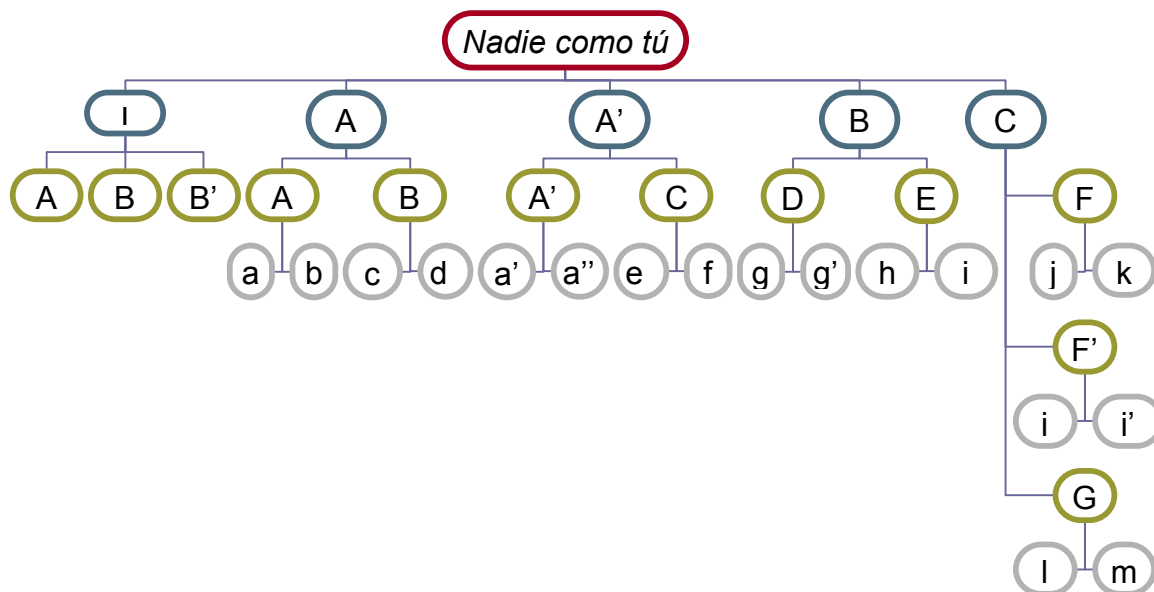 Nadie como tú
I A A’ B C
A B B’ A B A’ C D E F
a b c d a’ a’’ e f g g’ h i j k
F’
i i’
G
l m